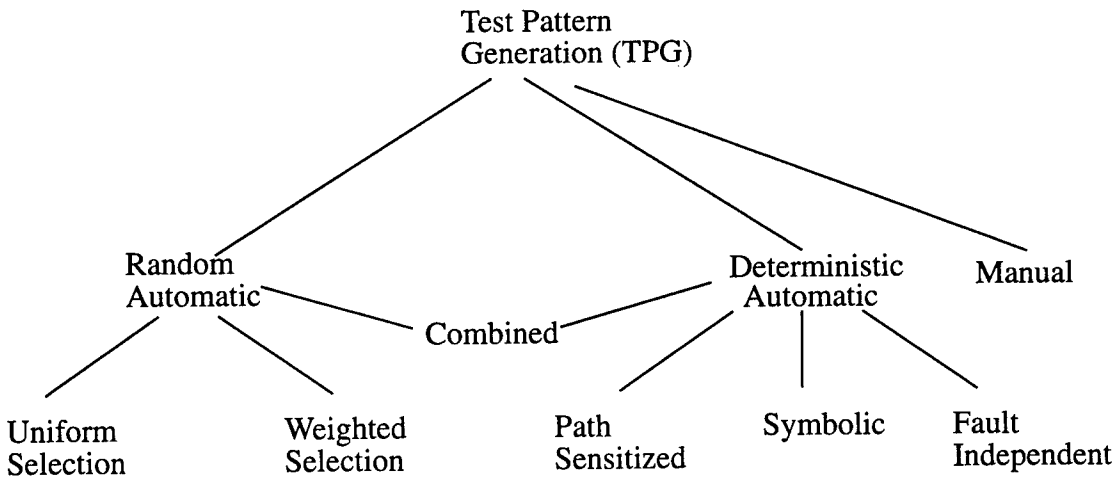 Test Pattern
Generation (TPG)
Random
Automatic
Deterministic
Automatic
Manual
Combined
Uniform
Selection
Weighted
Selection
Path
Sensitized
Symbolic
Fault
Independent